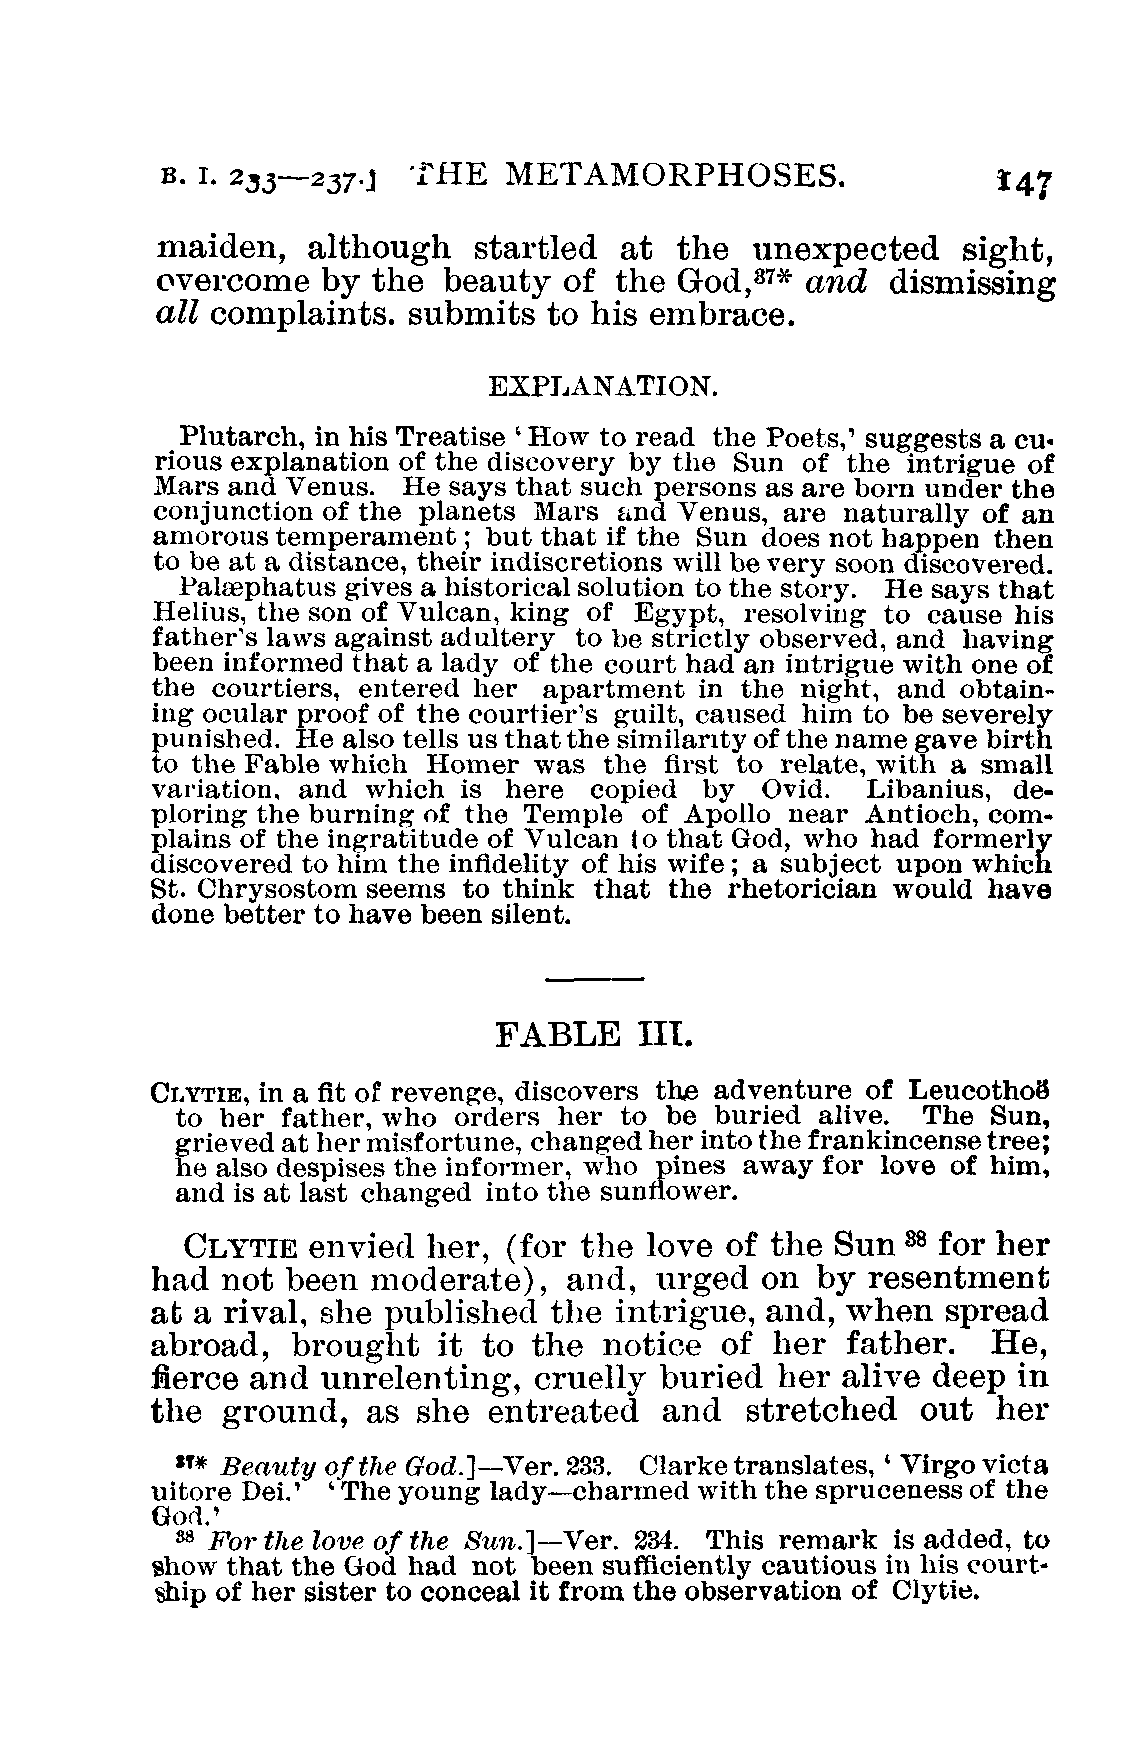 B. I. 233—237.] THE METAMORPHOSES. 147
maiden, although startled at the unexpected sight,
overcome by the beauty of the God,37* and dismissing
all complaints. submits to his embrace.
EXPLANATION.
Plutarch, in his Treatise ‘How to read the Poets,’ suggests a cu-
rious explanation of the discovery by the Sun of the intrigue of
Mars and Venus. He says that such persons as are born under the
conjunction of the planets Mars and Venus, are naturally of an
amorous temperament; but that if the Sun does not happen then
to be at a distance, their indiscretions will be very soon discovered.
Palæphatus gives a historical solution to the story. He says that
Helius, the son of Vulcan, king of Egypt, resolving to cause his
father's laws against adultery to be strictly observed, and having
been informed that a lady of the court had an intrigue with one of
the courtiers, entered her apartment in the night, and obtain-
ing ocular proof of the courtier's guilt, caused him to be severely
punished. He also tells us that the similarity of the name gave birth
to the Fable which Homer was the first to relate, with a small
variation, and which is here copied by Ovid. Libanius, de-
ploring the burning of the Temple of Apollo near Antioch, com-
plains of the ingratitude of Vulcan to that God, who had formerly
discovered to him the infidelity of his wife; a subject upon which
St. Chrysostom seems to think that the rhetorician would have
done better to have been silent.
FABLE III.
CLYTIE, in a fit of revenge, discovers the adventure of Leucothoë
to her father, who orders her to be buried alive. The Sun,
grieved at her misfortune, changed her into the frankincense tree;
he also despises the informer, who pines away for love of him,
and is at last changed into the sunflower.
CLYTIE envied her, (for the love of the Sun 38 for her
had not been moderate), and, urged on by resentment
at a rival, she published the intrigue, and, when spread
abroad, brought it to the notice of her father. He,
fierce and unrelenting, cruelly buried her alive deep in
the ground, as she entreated and stretched out her
37* Beauty of the God.]—Ver. 233. Clarke translates, ‘Virgo victa
nitore Dei.’ ‘The young lady—charmed with the spruceness of the
God.’
38 For the love of the Sun.]—Ver. 234. This remark is added, to
show that the God had not been sufficiently cautious in his court-
ship of her sister to conceal it from the observation of Clytie.